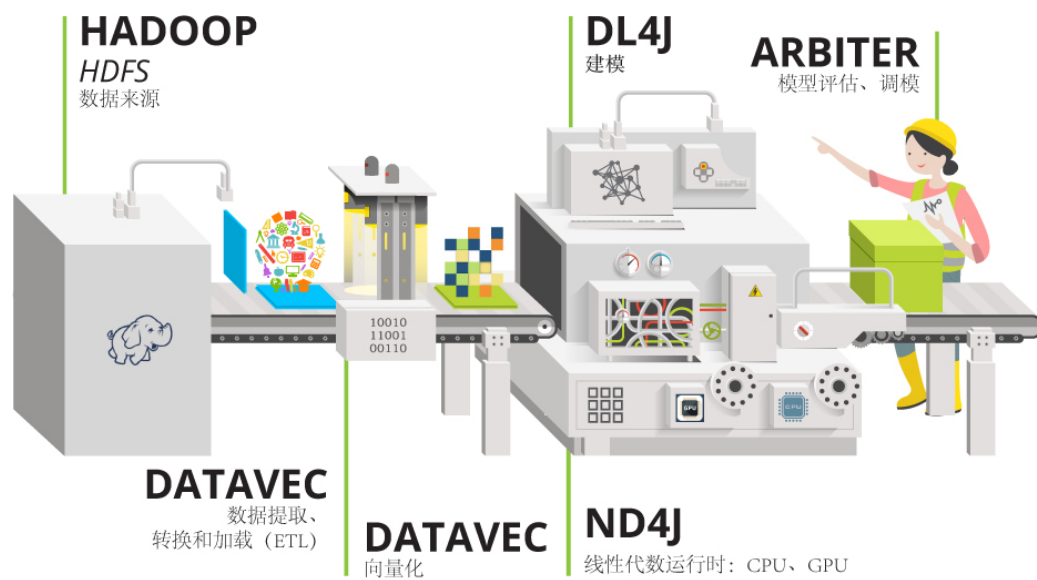 HADOOP
HDFS
数据来源
DL4J
建模
ARBITER
模型评估、调模
10010
11001
00110
GPU
CPU
DATAVEC
数据提取、
转换和加载（ETL）
DATAVEC
向量化
ND4J
线性代数运行时：CPU、GPU